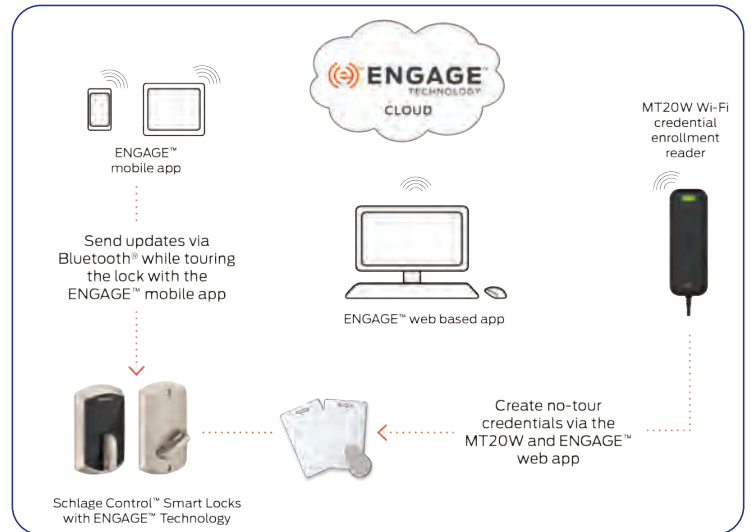 ENGAGE™
TECHNOLOGY
CLOUD
ENGAGE™
mobile app
MT20W Wi-Fi
credential
enrollment
reader
Send updates via
Bluetooth® while touring
the lock with the
ENGAGE™ mobile app
ENGAGE™ web based app
Create no-tour
credentials via the
MT20W and ENGAGE™
web app
Schlage Control™ Smart Locks
with ENGAGE™ Technology